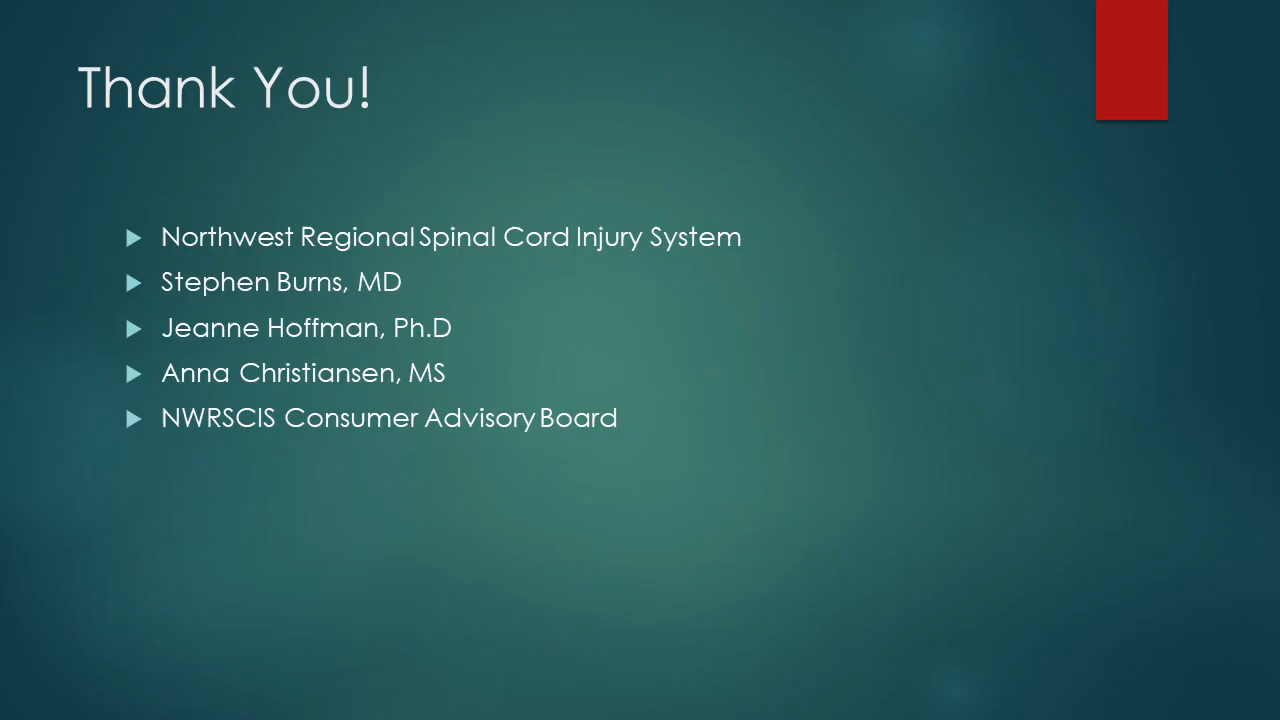 Thank You!
Northwest Regional Spinal Cord Injury System
Stephen Burns, MD
Jeanne Hoffman, Ph.D
Anna Christiansen, MS
NWRSCIS Consumer Advisory Board